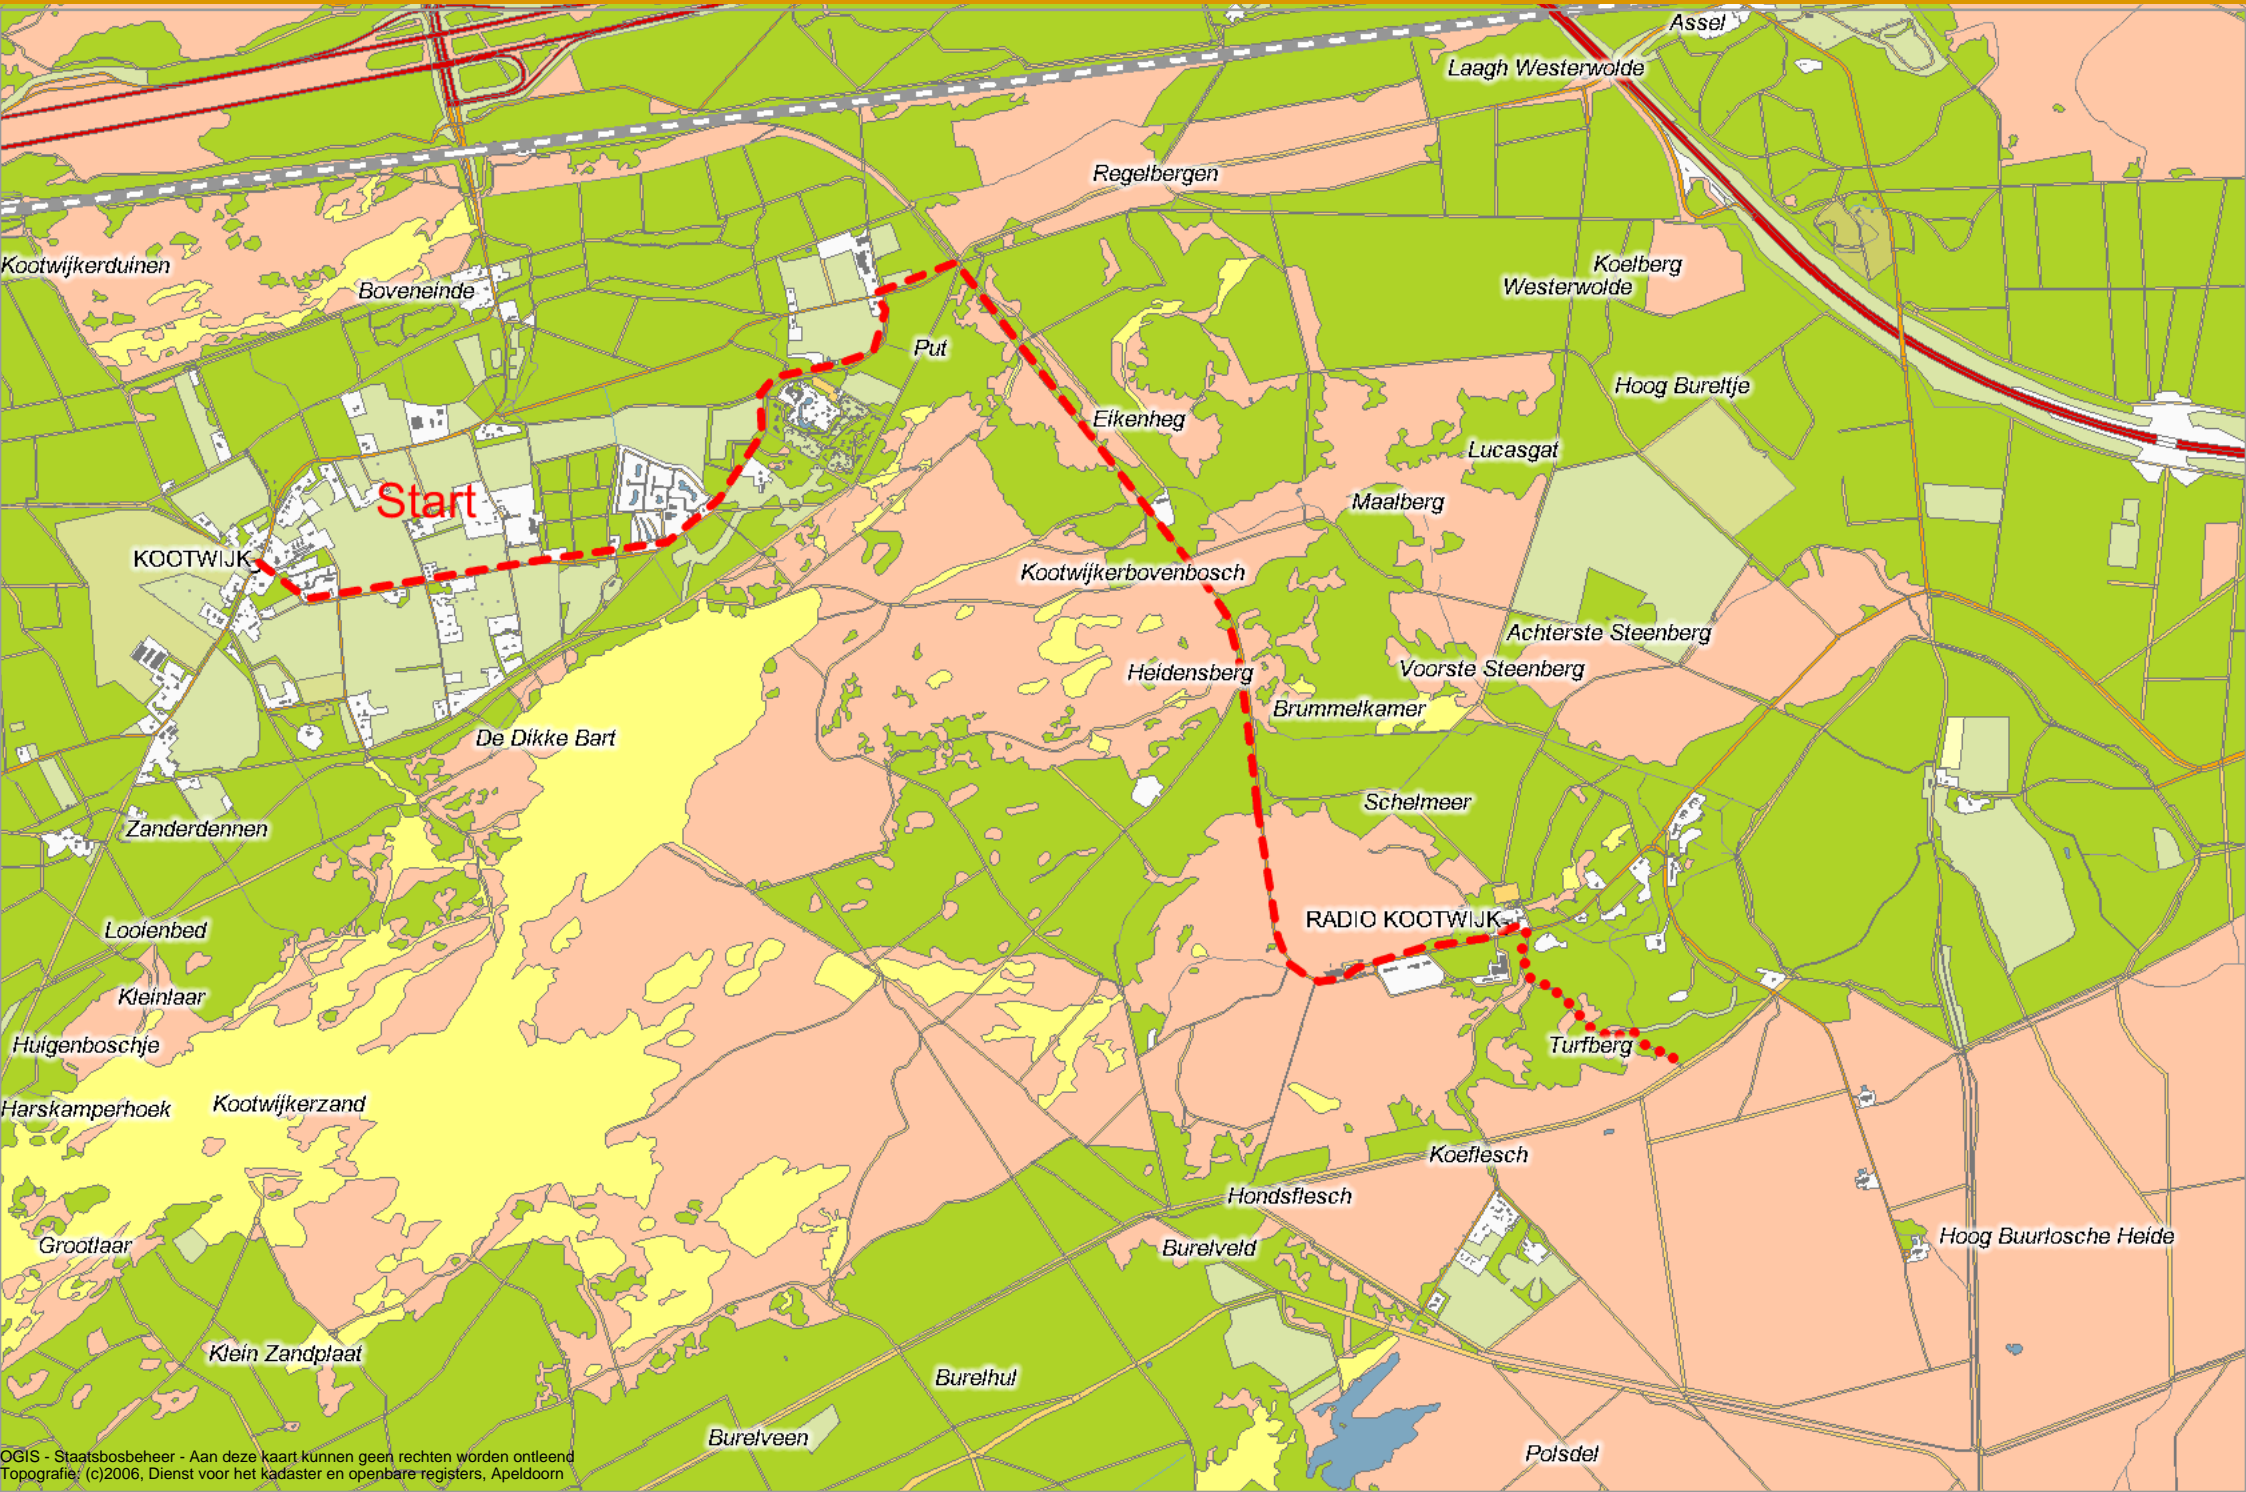 Assel
Laagh Westerwolde
Regelbergen
Kootwijkerduinen
Boveneinde
Koelberg
Westerwolde
Put
Hoog Bureltje
Eikenheg
Lucasgat
Start
Maalberg
KOOTWIJK
Kootwijkerbovenbosch
Achterste Steenberg
Heidensberg
Voorste Steenberg
Brummelkamer
De Dikke Bart
Schelmeer
Zanderdennen
RADIO KOOTWIJK
Looienbed
Kleinlaar
Huigenboschje
Turfberg
Harskamperhoek
Kootwijkerzand
Koeflesch
Hondsflesch
Grootlaar
Burelveld
Hoog Buurlosche Heide
Klein Zandplaat
Burelhul
Burelveen
Polsdel
OGIS - Staatsbosbeheer - Aan deze kaart kunnen geen rechten worden ontleend
Topografie: (c)2006, Dienst voor het kadaster en openbare registers, Apeldoorn